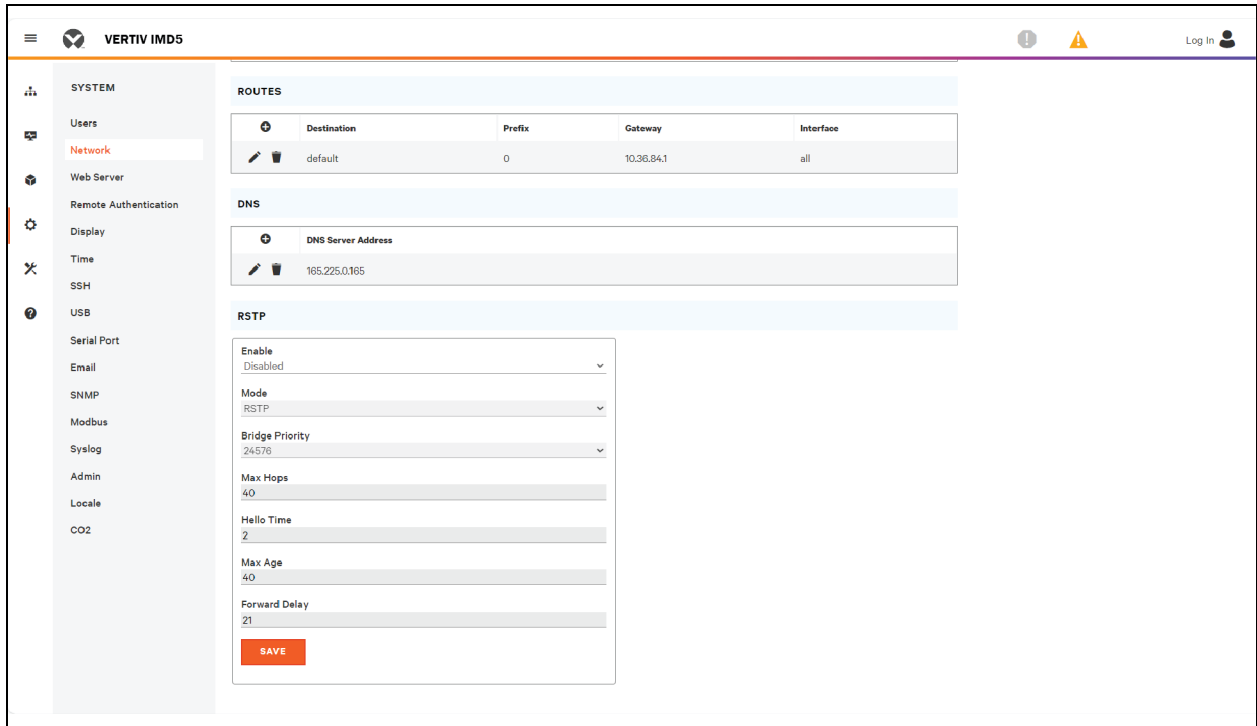 VERTIV IMD5
Log In
SYSTEM
Users
Network
Web Server
Remote Authentication
Display
Time
SSH
USB
Serial Port
Email
SNMP
Modbus
Syslog
Admin
Locale
CO2
ROUTES
Destination Prefix Gateway Interface
default 0 10.36.84.1 all
DNS
DNS Server Address
165.225.0.165
RSTP
Enable
Disabled
Mode
RSTP
Bridge Priority
24576
Max Hops
40
Hello Time
2
Max Age
40
Forward Delay
21
SAVE